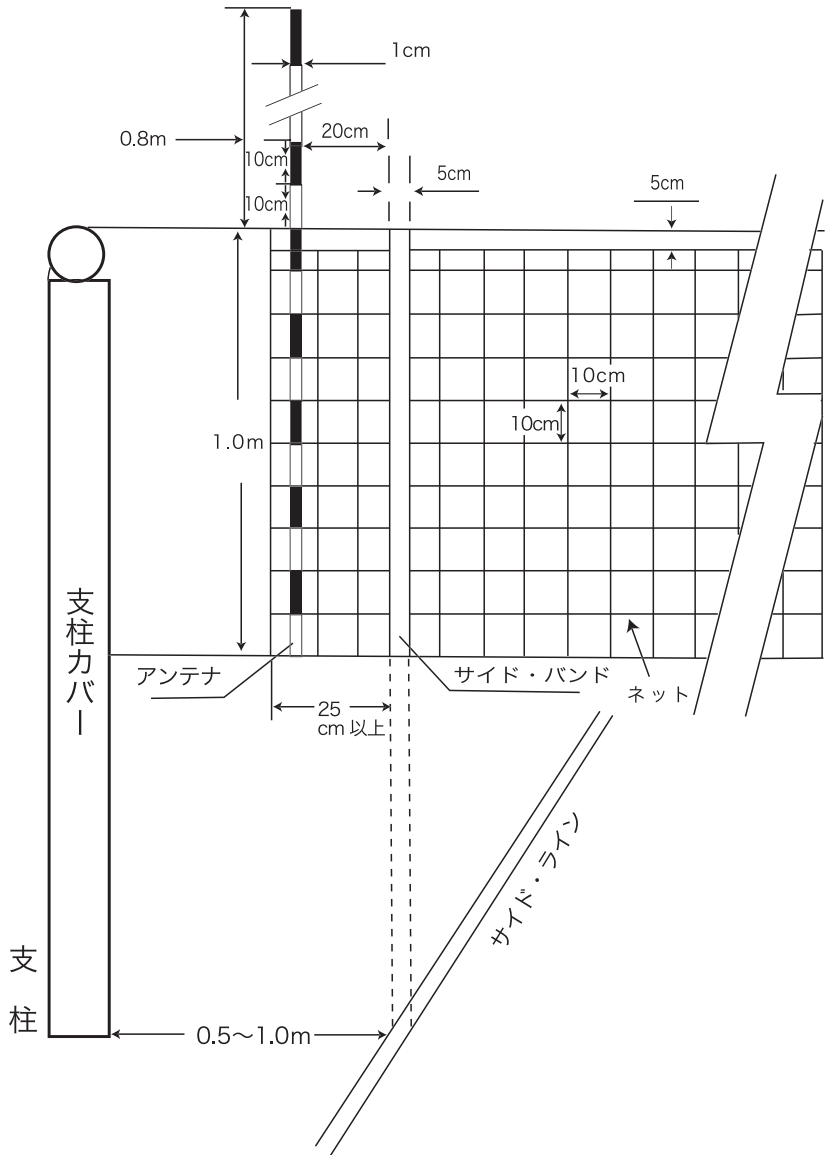 1cm
0.8m
20cm
10cm
5cm
5cm
10cm
10cm
10cm
1.0m
支柱カバー
アンテナ
サイド・バンド
ネット
25
cm 以上
サイド・ライン
支柱
0.5〜1.0m